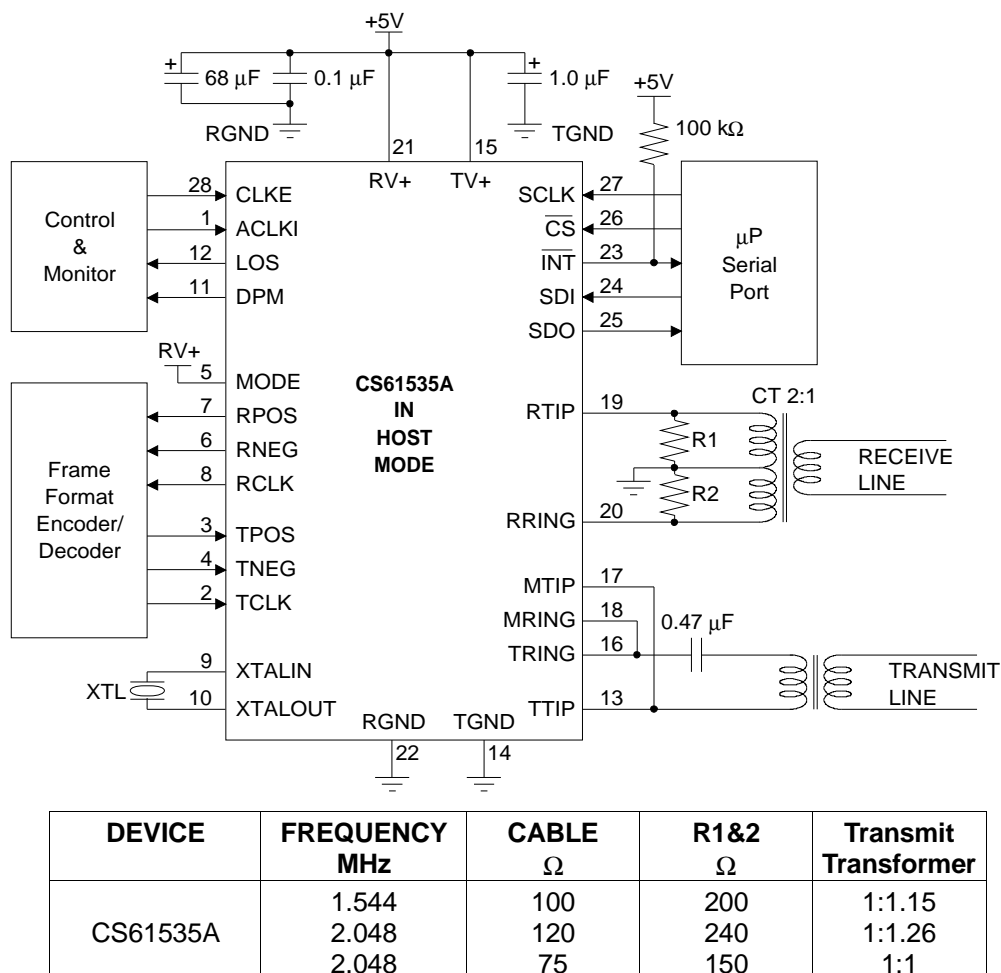 +5V
+ 68 μF 0.1 μF + 1.0 μF
+5V
RGND TGND 100 kΩ
21 15
RV+ TV+
Control
&
Monitor
28 CLKE
1 ACLKI
12 LOS
11 DPM
SCLK 27
CS 26
INT 23
SDI 24
SDO 25
μP
Serial
Port
RV+
5 MODE
7 RPOS
6 RNEG
8 RCLK
3 TPOS
4 TNEG
2 TCLK
Frame
Format
Encoder/
Decoder
CS61535A
IN
HOST
MODE
RTIP 19
CT 2:1
R1
R2
RRING 20
RECEIVE
LINE
MTIP 17
MRING 18
TRING 16
0.47 μF
TTIP 13
TRANSMIT
LINE
XTL
9 XTALIN
10 XTALOUT
RGND TGND
22 14
DEVICE FREQUENCY MHz CABLE Ω R1&2 Ω Transmit Transformer
CS61535A
1.544 100 200 1:1.15
2.048 120 240 1:1.26
2.048 75 150 1:1